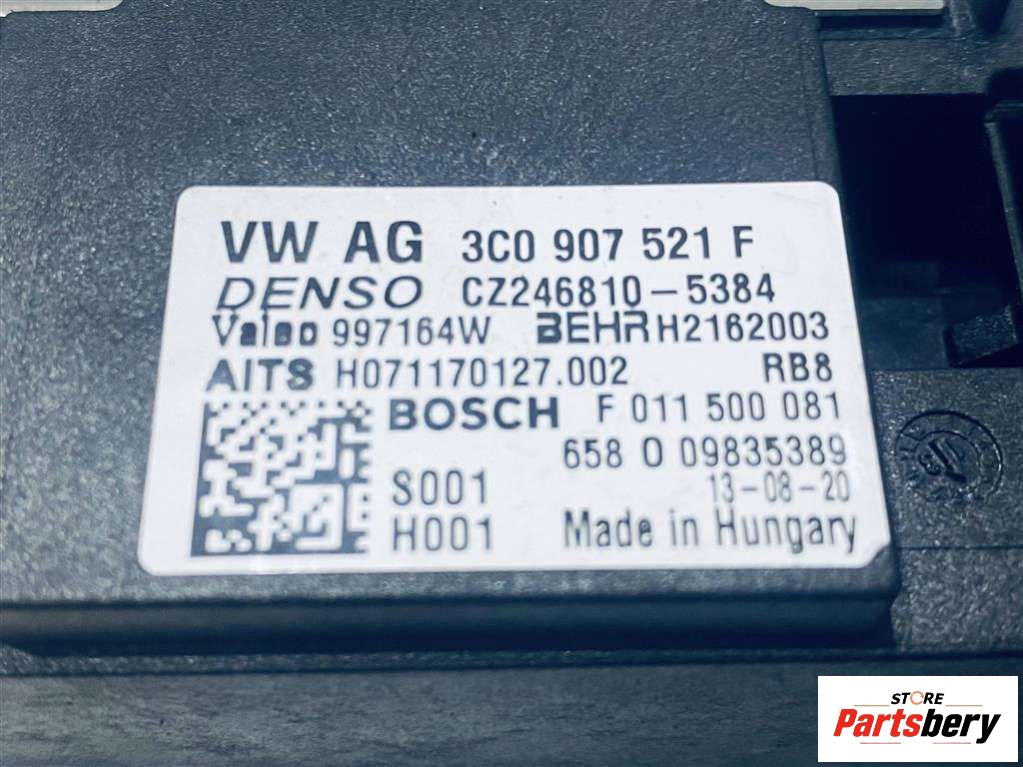 VW AG 3C0 907 521 F
DENSO CZ246810-5384
Valeo 997164W BEHR H2162003
AITS H071170127.002 RB8
BOSCH F 011 500 081
658 0 09835389
S001 13-08-20
H001 Made in Hungary
STORE
Partsbery